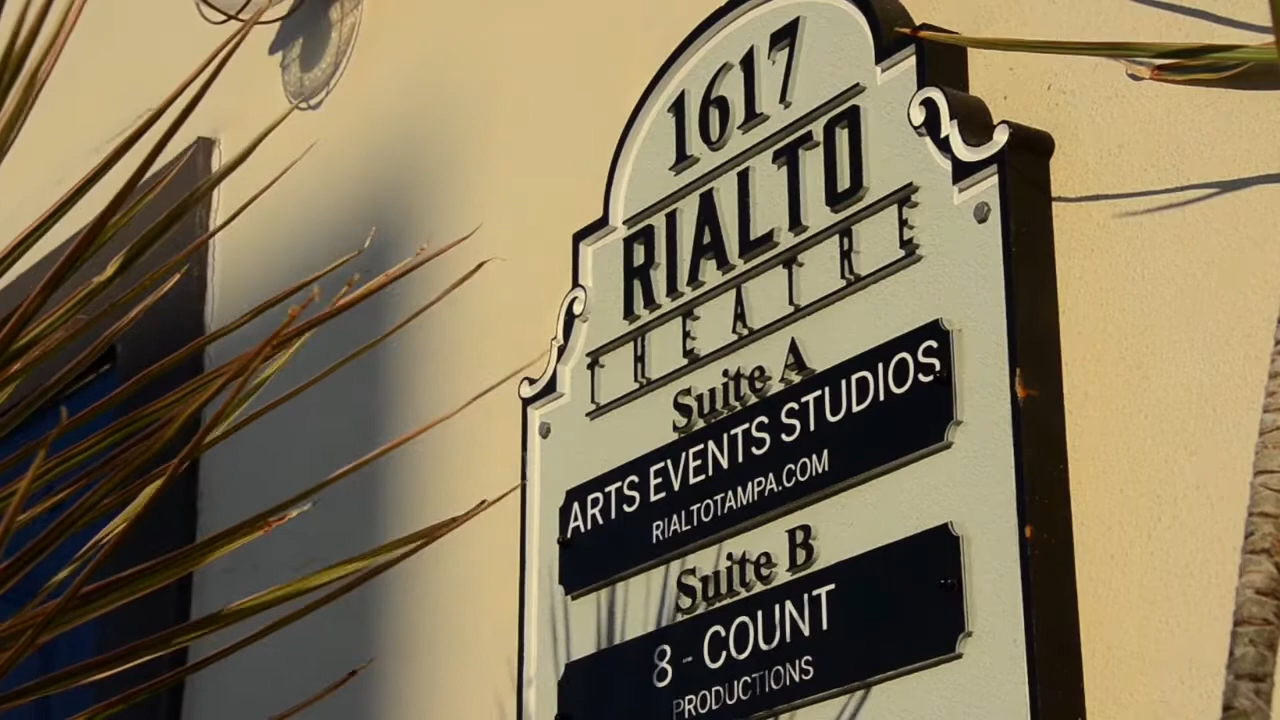 1617
RIALTO
THEATRE
Suite A
ARTS EVENTS STUDIOS
RIALTOTAMPA.COM
Suite B
8 - COUNT
PRODUCTIONS